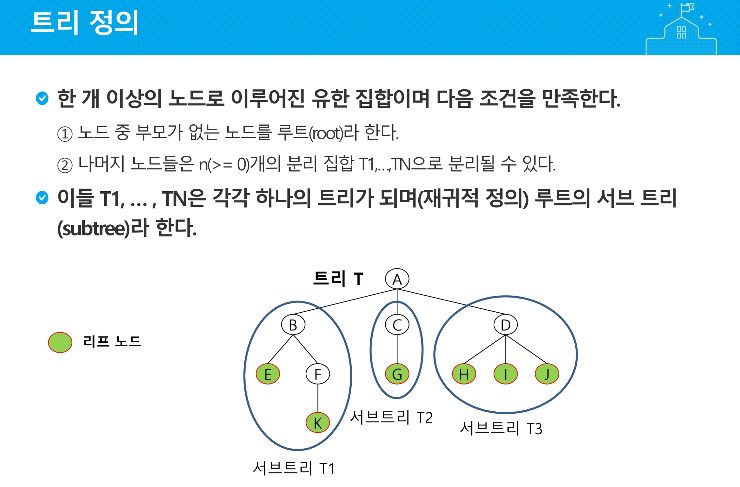 트리 정의
한 개 이상의 노드로 이루어진 유한 집합이며 다음 조건을 만족한다.
① 노드 중 부모가 없는 노드를 루트(root)라 한다.
② 나머지 노드들은 n(>= 0)개의 분리 집합 T1,...,TN으로 분리될 수 있다.
이들 T1, ... , TN은 각각 하나의 트리가 되며(재귀적 정의) 루트의 서브 트리
(subtree)라 한다.
트리 T A
B C D
리프 노드
E F G H I J
K
서브트리 T2
서브트리 T3
서브트리 T1